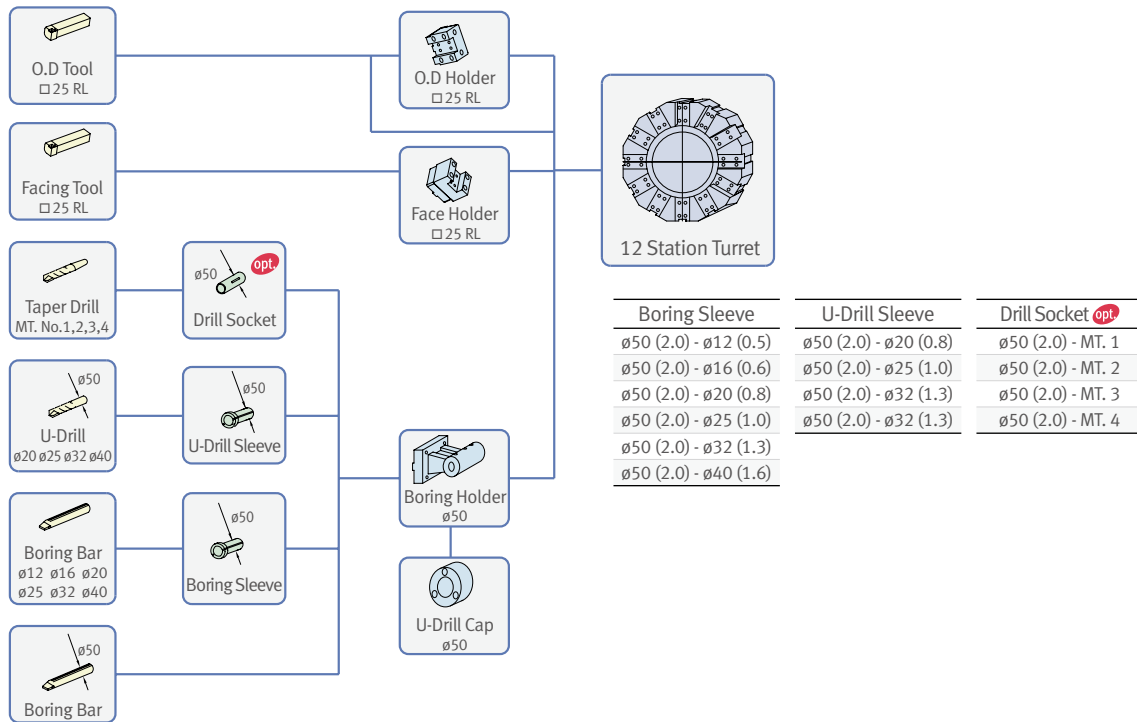 O.D Tool
□ 25 RL
O.D Holder
□ 25 RL
Facing Tool
□ 25 RL
Face Holder
□ 25 RL
12 Station Turret
ø50
opt.
Taper Drill
MT. No.1,2,3,4
Drill Socket
ø50
U-Drill
ø20 ø25 ø32 ø40
ø50
U-Drill Sleeve
Boring Bar
ø12 ø16 ø20
ø25 ø32 ø40
ø50
Boring Sleeve
Boring Holder
ø50
U-Drill Cap
ø50
ø50
Boring Bar
Boring Sleeve U-Drill Sleeve Drill Socket opt.
ø50 (2.0) - ø12 (0.5) ø50 (2.0) - ø20 (0.8) ø50 (2.0) - MT. 1
ø50 (2.0) - ø16 (0.6) ø50 (2.0) - ø25 (1.0) ø50 (2.0) - MT. 2
ø50 (2.0) - ø20 (0.8) ø50 (2.0) - ø32 (1.3) ø50 (2.0) - MT. 3
ø50 (2.0) - ø25 (1.0) ø50 (2.0) - ø32 (1.3) ø50 (2.0) - MT. 4
ø50 (2.0) - ø32 (1.3)
ø50 (2.0) - ø40 (1.6)